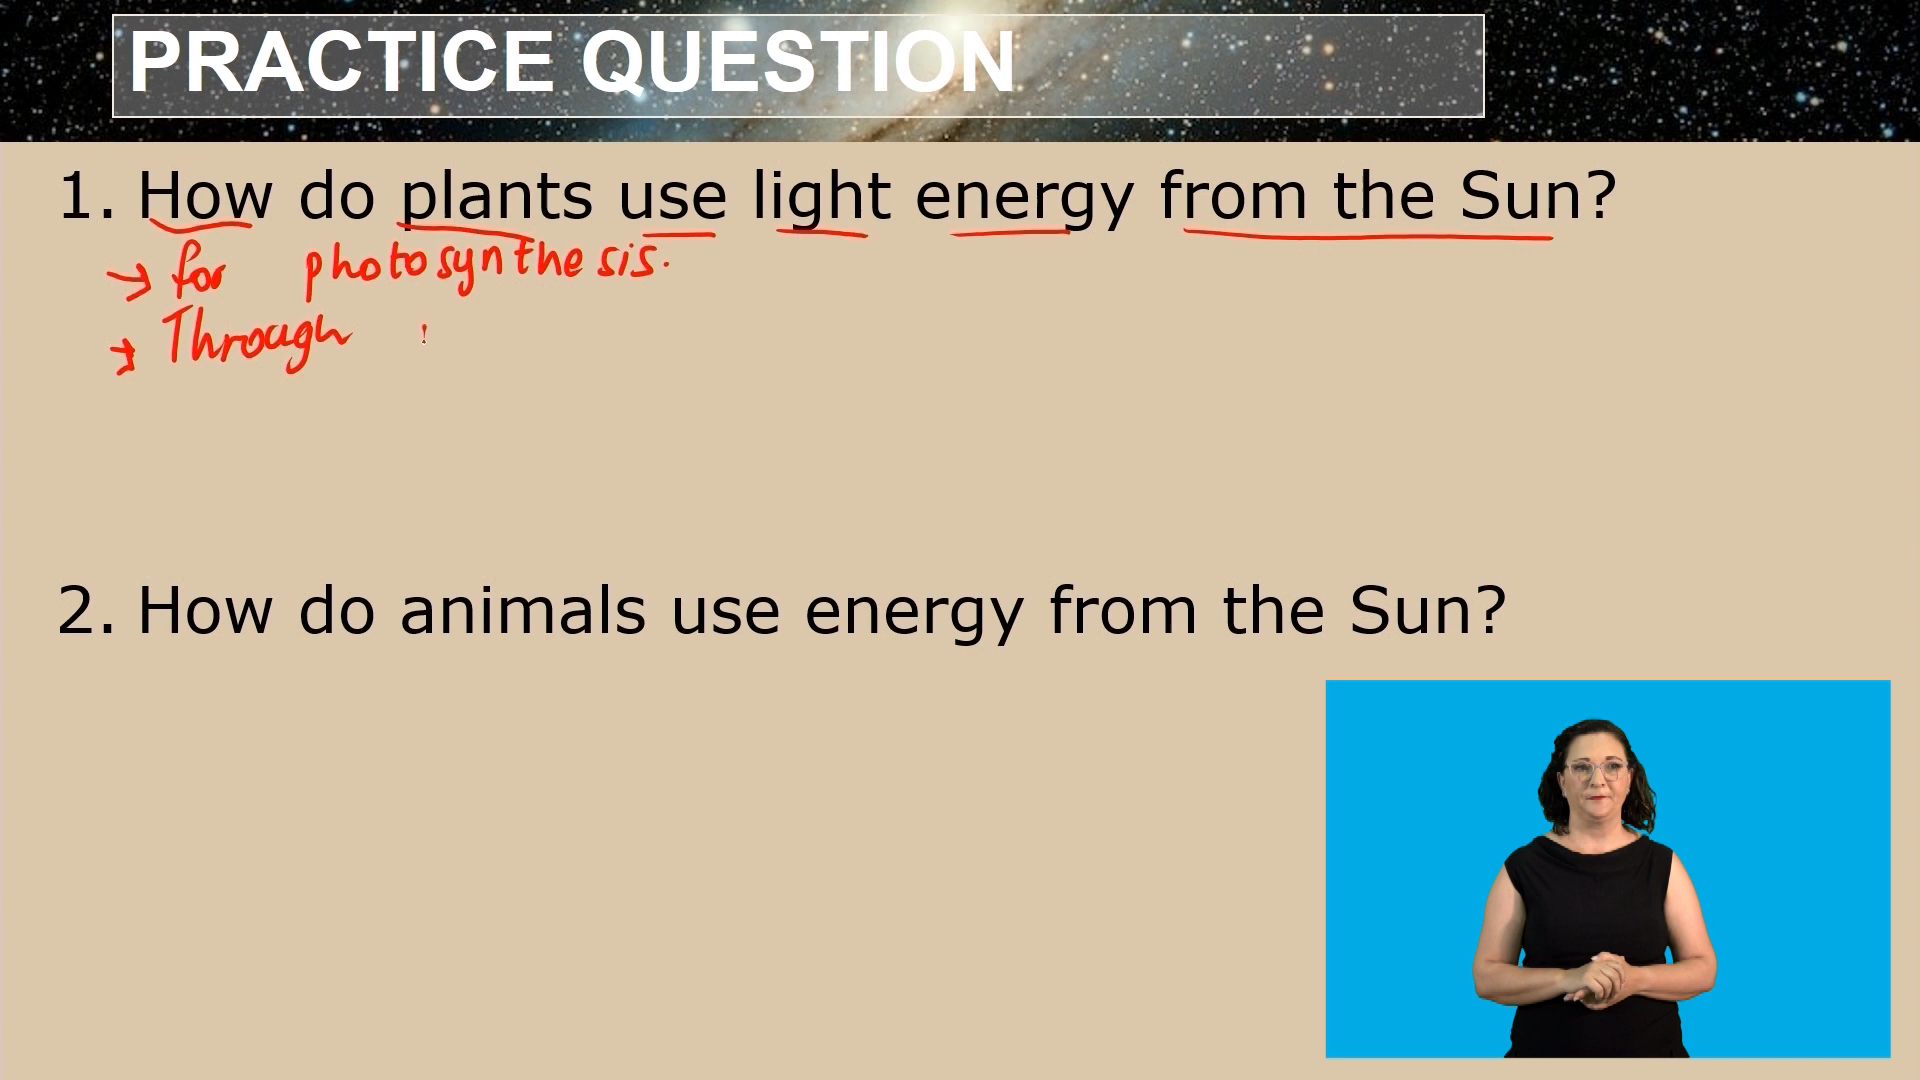 PRACTICE QUESTION
1. How do plants use light energy from the Sun?
→ for photosynthesis.
→ Through
2. How do animals use energy from the Sun?